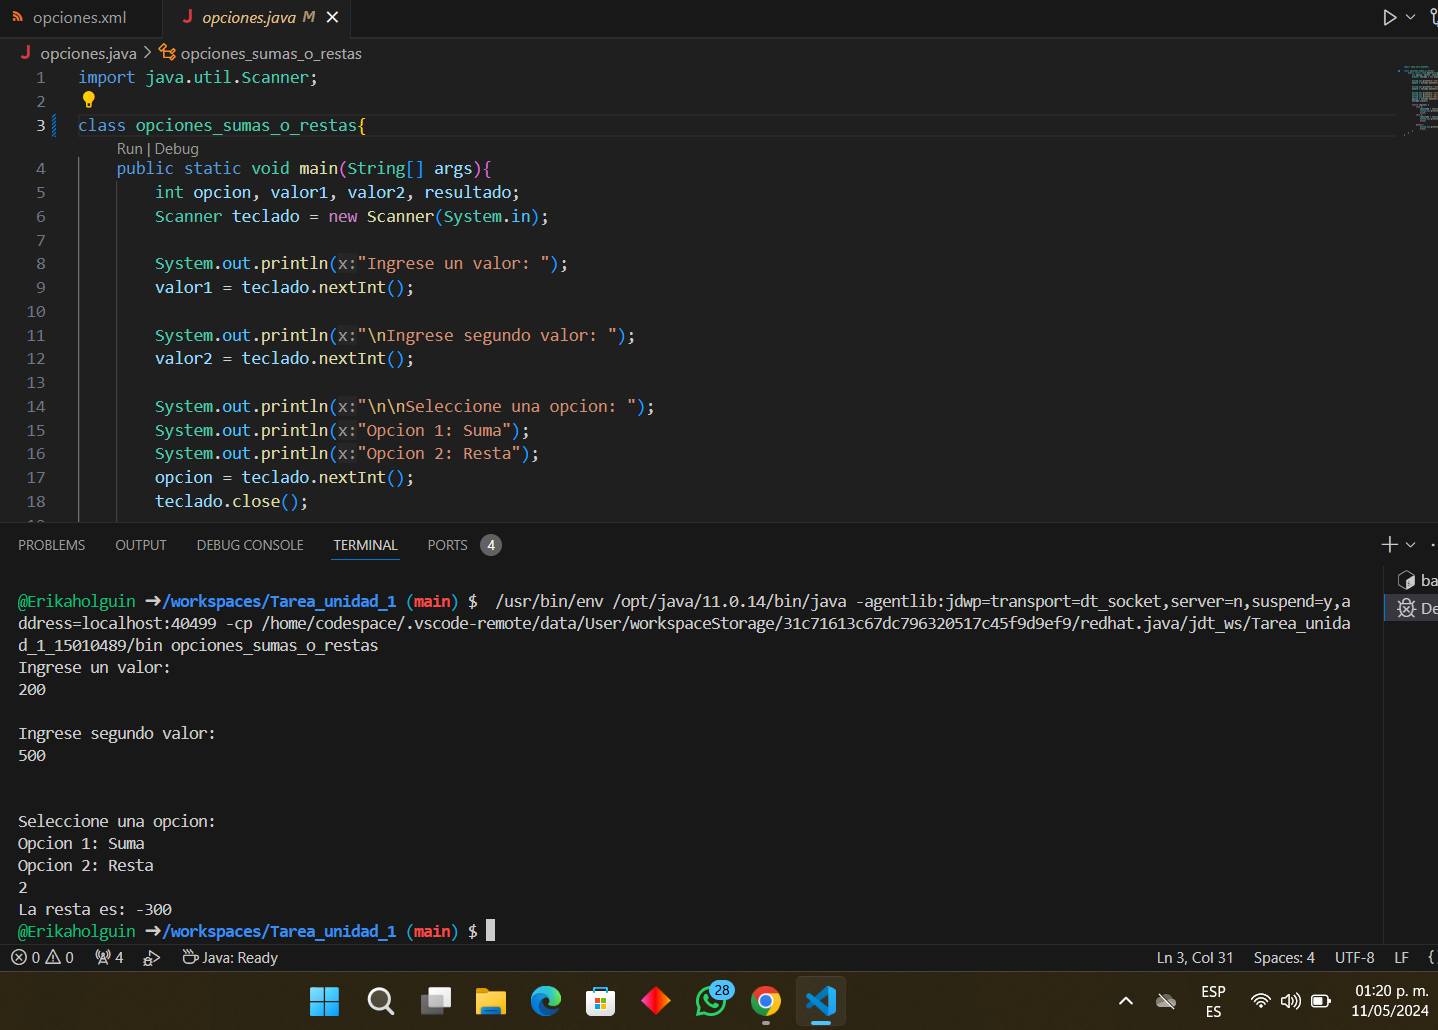 opciones.xml
J opciones.java M
J opciones.java > opciones_sumas_o_restas
1 import java.util.Scanner;
2
3 class opciones_sumas_o_restas{
Run | Debug
4 public static void main(String[] args){
5 int opcion, valor1, valor2, resultado;
6 Scanner teclado = new Scanner(System.in);
7
8 System.out.println(x:"Ingrese un valor: ");
9 valor1 = teclado.nextInt();
10
11 System.out.println(x:"\nIngrese segundo valor: ");
12 valor2 = teclado.nextInt();
13
14 System.out.println(x:"\n\nSeleccione una opcion: ");
15 System.out.println(x:"Opcion 1: Suma");
16 System.out.println(x:"Opcion 2: Resta");
17 opcion = teclado.nextInt();
18 teclado.close();
PROBLEMS OUTPUT DEBUG CONSOLE TERMINAL PORTS 4
ba
De
@Erikaholguin ➜/workspaces/Tarea_unidad_1 (main) $ /usr/bin/env /opt/java/11.0.14/bin/java -agentlib:jdwp=transport=dt_socket,server=n,suspend=y,a
ddress=localhost:40499 -cp /home/codespace/.vscode-remote/data/User/workspaceStorage/31c71613c67dc796320517c45f9d9ef9/redhat.java/jdt_ws/Tarea_unida
d_1_15010489/bin opciones_sumas_o_restas
Ingrese un valor:
200
Ingrese segundo valor:
500
Seleccione una opcion:
Opcion 1: Suma
Opcion 2: Resta
2
La resta es: -300
@Erikaholguin ➜/workspaces/Tarea_unidad_1 (main) $
0 0 4 Java: Ready Ln 3, Col 31 Spaces: 4 UTF-8 LF {
28
ESP
ES
01:20 p. m.
11/05/2024